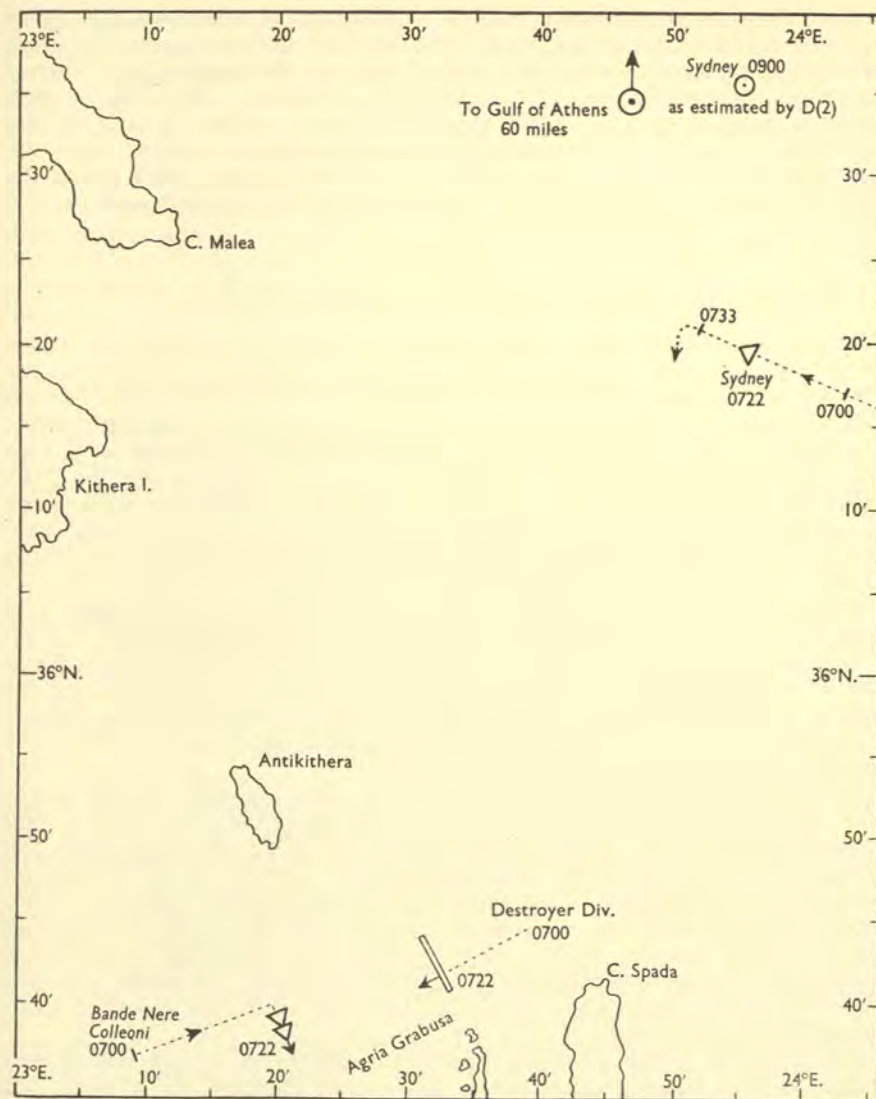 23°E.
10′
20′
30′
40′
50′
24°E.
Sydney 0900
To Gulf of Athens
60 miles
as estimated by D(2)
30′
30′
C. Malea
0733
20′
20′
Sydney
0722
0700
Kithera I.
10′
10′
36°N.
36°N.
Antikithera
50′
50′
Destroyer Div.
0700
0722
C. Spada
40′
40′
Bande Nere
Colleoni
0700
0722
Agria Grabusa
23°E.
10′
20′
30′
40′
50′
24°E.